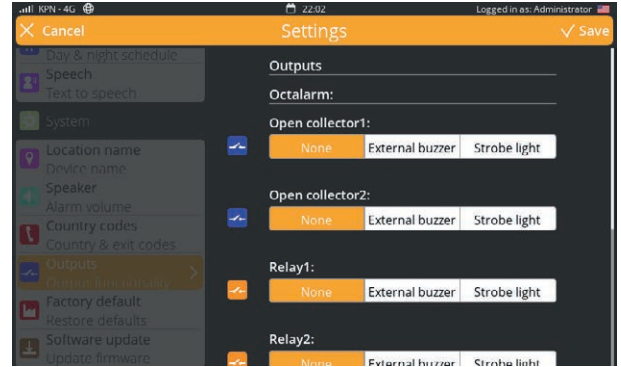 KPN - 4G 22:02 Logged in as: Administrator
Cancel Settings Save
Day & night schedule
Speech
Text to speech
System
Location name
Device name
Speaker
Alarm volume
Country codes
Country & exit codes
Outputs
Output functionality
Factory default
Restore defaults
Software update
Update firmware
Outputs
Octalarm:
Open collector1:
None External buzzer Strobe light
Open collector2:
None External buzzer Strobe light
Relay1:
None External buzzer Strobe light
Relay2:
None External buzzer Strobe light